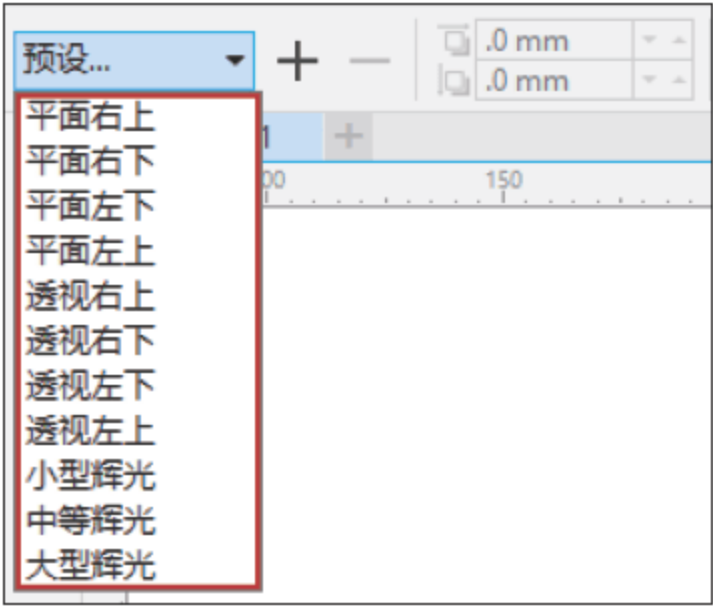 预设...
.0 mm
.0 mm
平面右上
1
平面右下
00
150
平面左下
平面左上
透视右上
透视右下
透视左下
透视左上
小型辉光
中等辉光
大型辉光